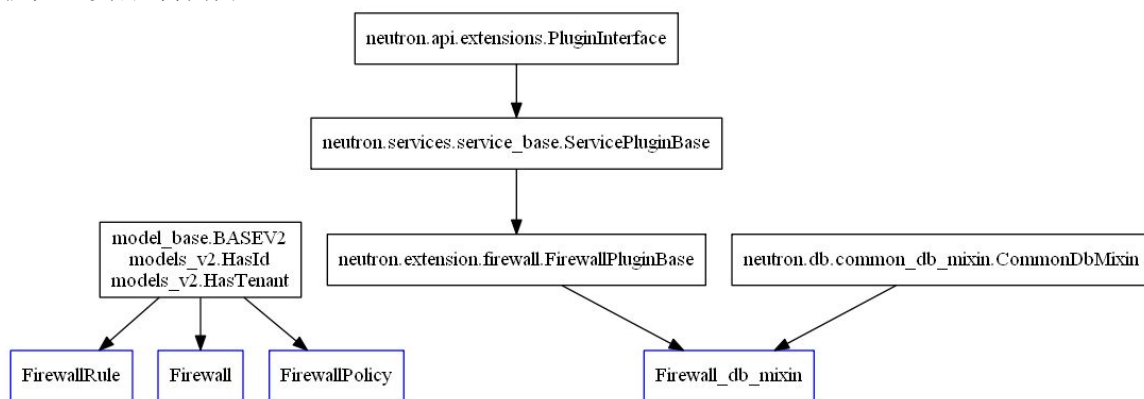 neutron.api.extensions.PluginInterface
neutron.services.service_base.ServicePluginBase
model_base.BASEV2
models_v2.HasId
models_v2.HasTenant
neutron.extension.firewall.FirewallPluginBase
neutron.db.common_db_mixin.CommonDbMixin
FirewallRule
Firewall
FirewallPolicy
Firewall_db_mixin